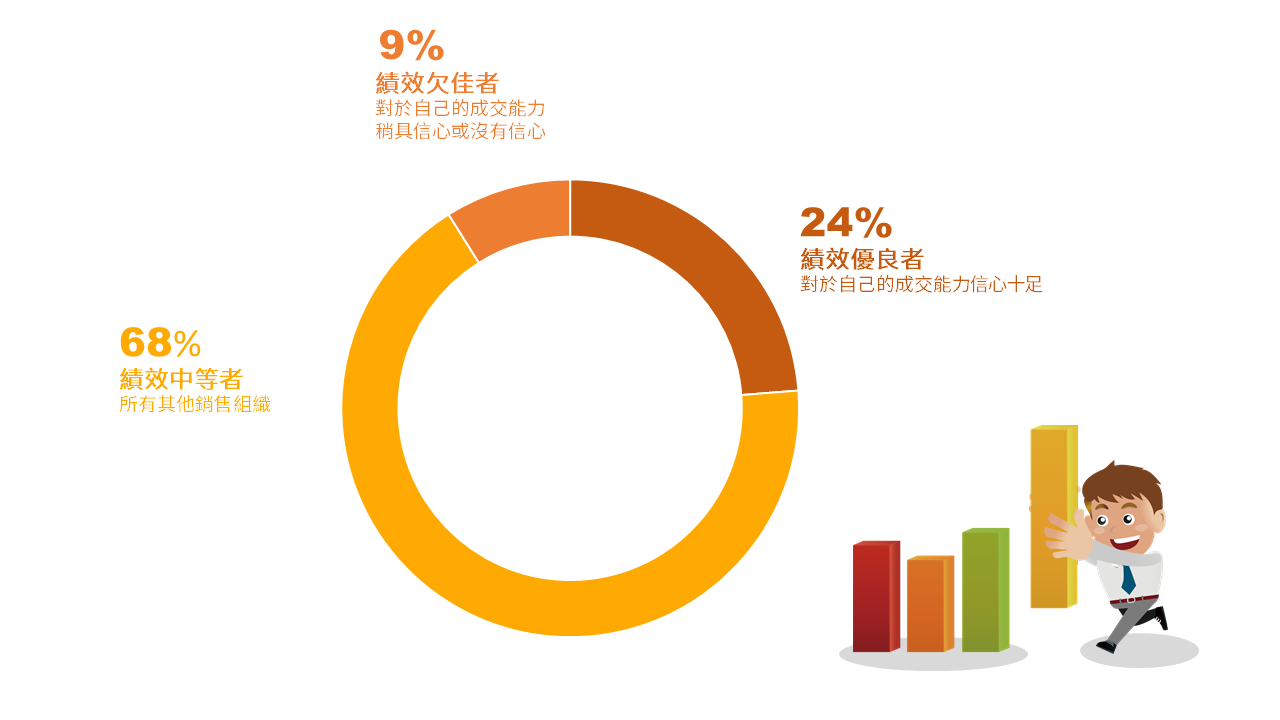 9%
績效欠佳者
對於自己的成交能力
稍具信心或沒有信心
24%
績效優良者
對於自己的成交能力信心十足
68%
績效中等者
所有其他銷售組織